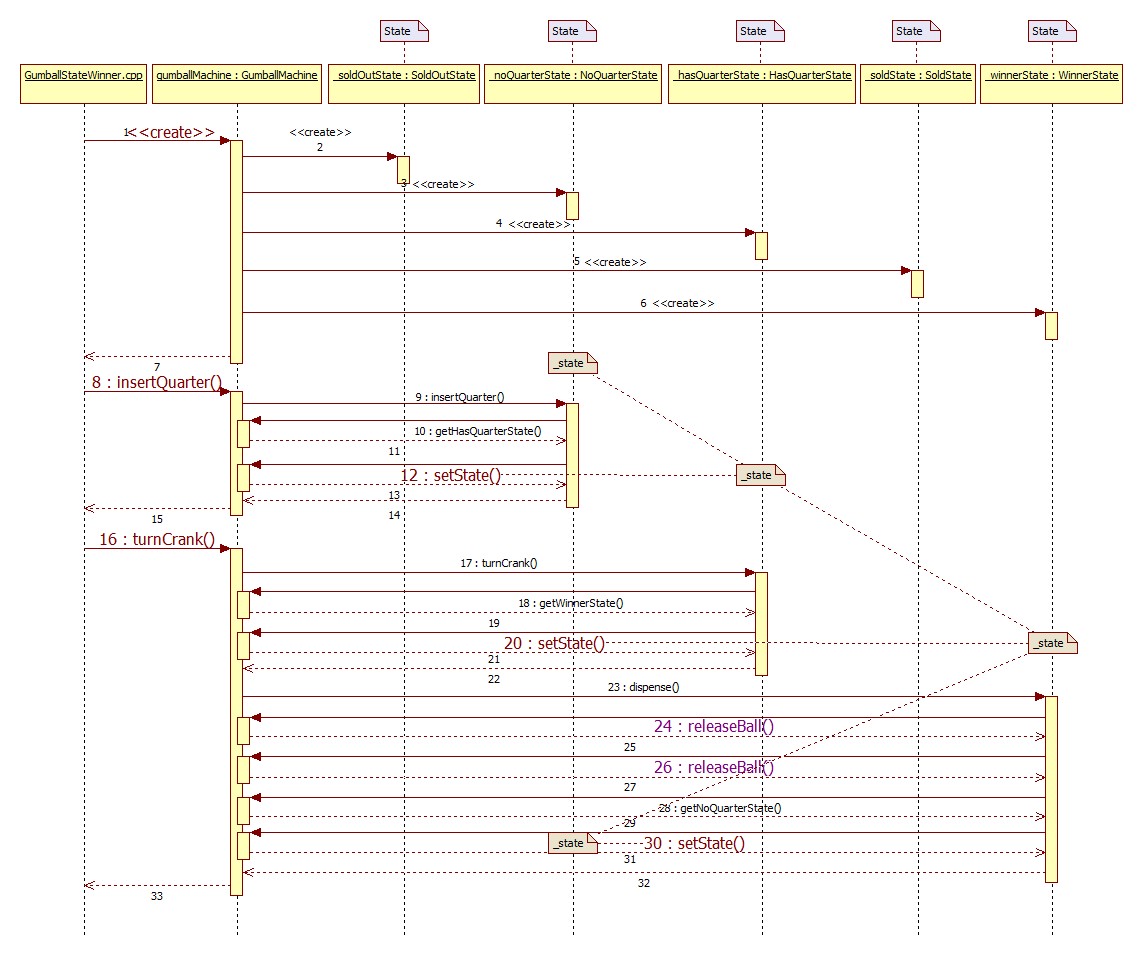 State
State
State
State
State
GumballStateWinner.cpp
gumballMachine : GumballMachine
_soldOutState : SoldOutState
_noQuarterState : NoQuarterState
_hasQuarterState : HasQuarterState
_soldState : SoldState
_winnerState : WinnerState
1 <<create>>
<<create>>
2
3 <<create>>
4 <<create>>
5 <<create>>
6 <<create>>
7
_state
8 : insertQuarter()
9 : insertQuarter()
10 : getHasQuarterState()
11
12 : setState()
_state
13
14
15
16 : turnCrank()
17 : turnCrank()
18 : getWinnerState()
19
20 : setState()
_state
21
22
23 : dispense()
24 : releaseBall()
25
26 : releaseBall()
27
28 : getNoQuarterState()
29
_state
30 : setState()
31
32
33